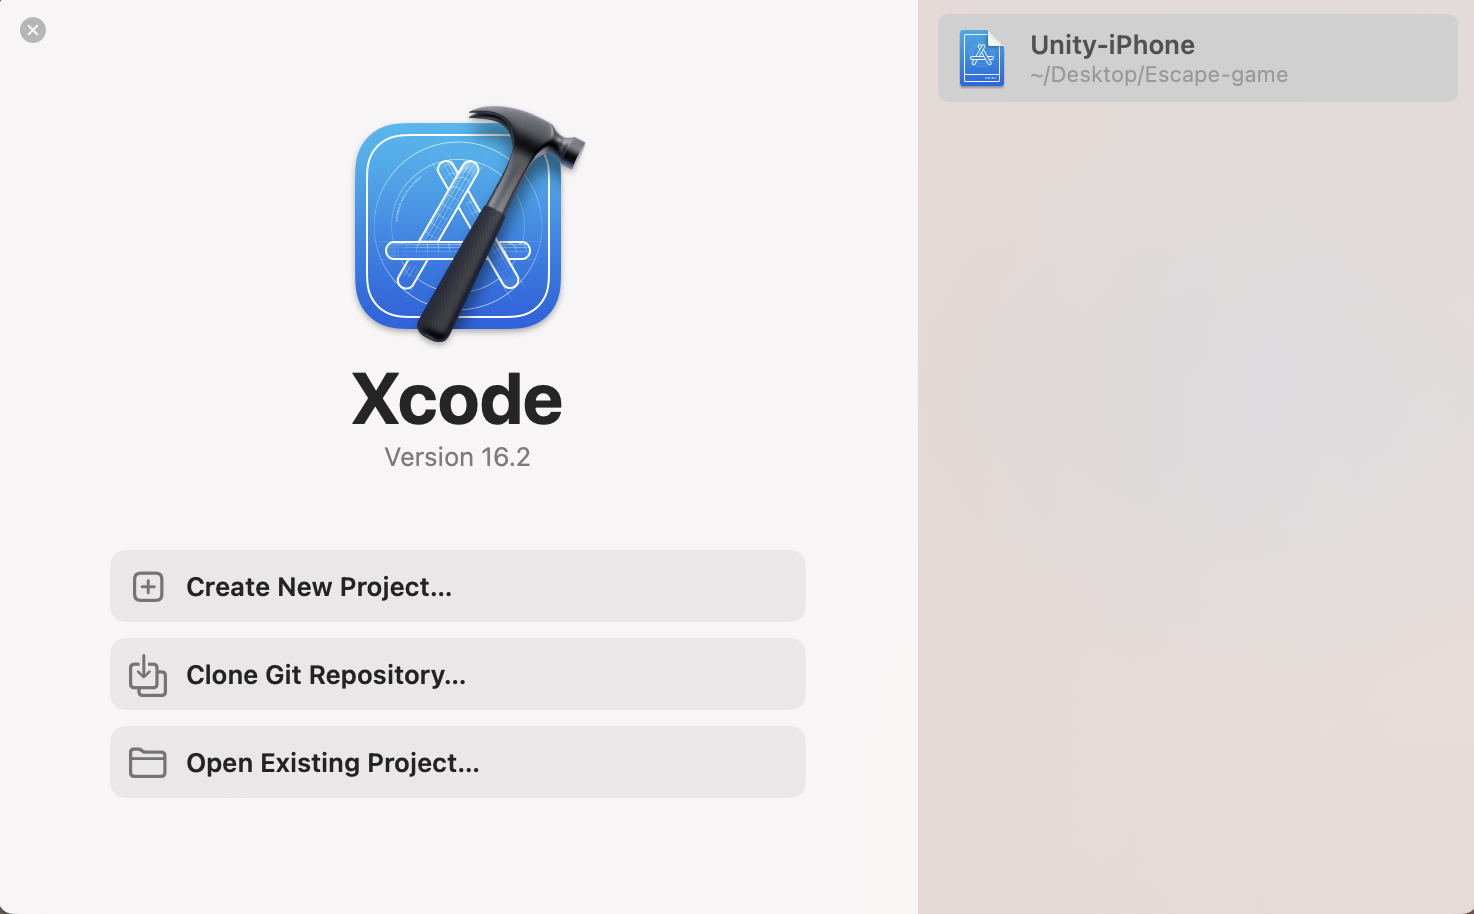 Xcode
Version 16.2
Create New Project...
Clone Git Repository...
Open Existing Project...
Unity-iPhone
~/Desktop/Escape-game